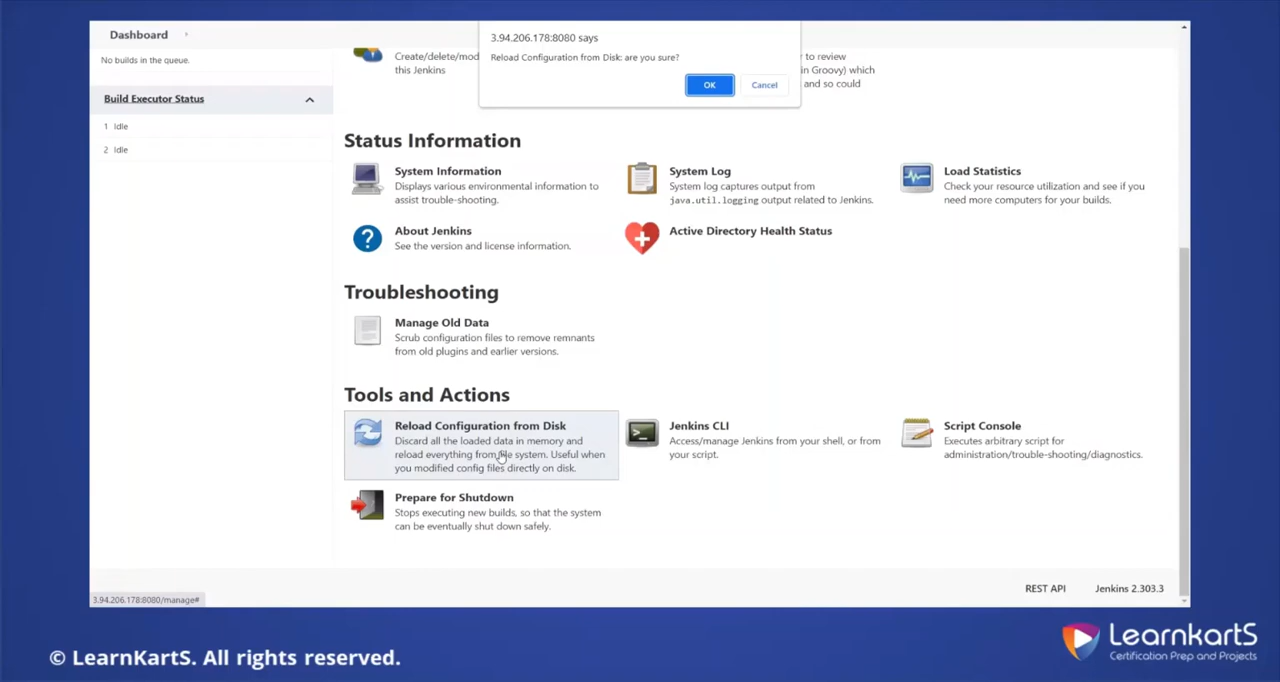 Dashboard
No builds in the queue.
Build Executor Status
1 Idle
2 Idle
3.94.206.178:8080 says
Reload Configuration from Disk: are you sure?
OK Cancel
Create/delete/mod
this Jenkins
to review
in Groovy) which
and so could
Status Information
System Information
Displays various environmental information to
assist trouble-shooting.
System Log
System log captures output from
java.util.logging output related to Jenkins.
Load Statistics
Check your resource utilization and see if you
need more computers for your builds.
About Jenkins
See the version and license information.
Active Directory Health Status
Troubleshooting
Manage Old Data
Scrub configuration files to remove remnants
from old plugins and earlier versions.
Tools and Actions
Reload Configuration from Disk
Discard all the loaded data in memory and
reload everything from file system. Useful when
you modified config files directly on disk.
Jenkins CLI
Access/manage Jenkins from your shell, or from
your script.
Script Console
Executes arbitrary script for
administration/trouble-shooting/diagnostics.
Prepare for Shutdown
Stops executing new builds, so that the system
can be eventually shut down safely.
REST API Jenkins 2.303.3
3.94.206.178:8080/manage#
© LearnKartS. All rights reserved.
LearnkartS
Certification Prep and Projects